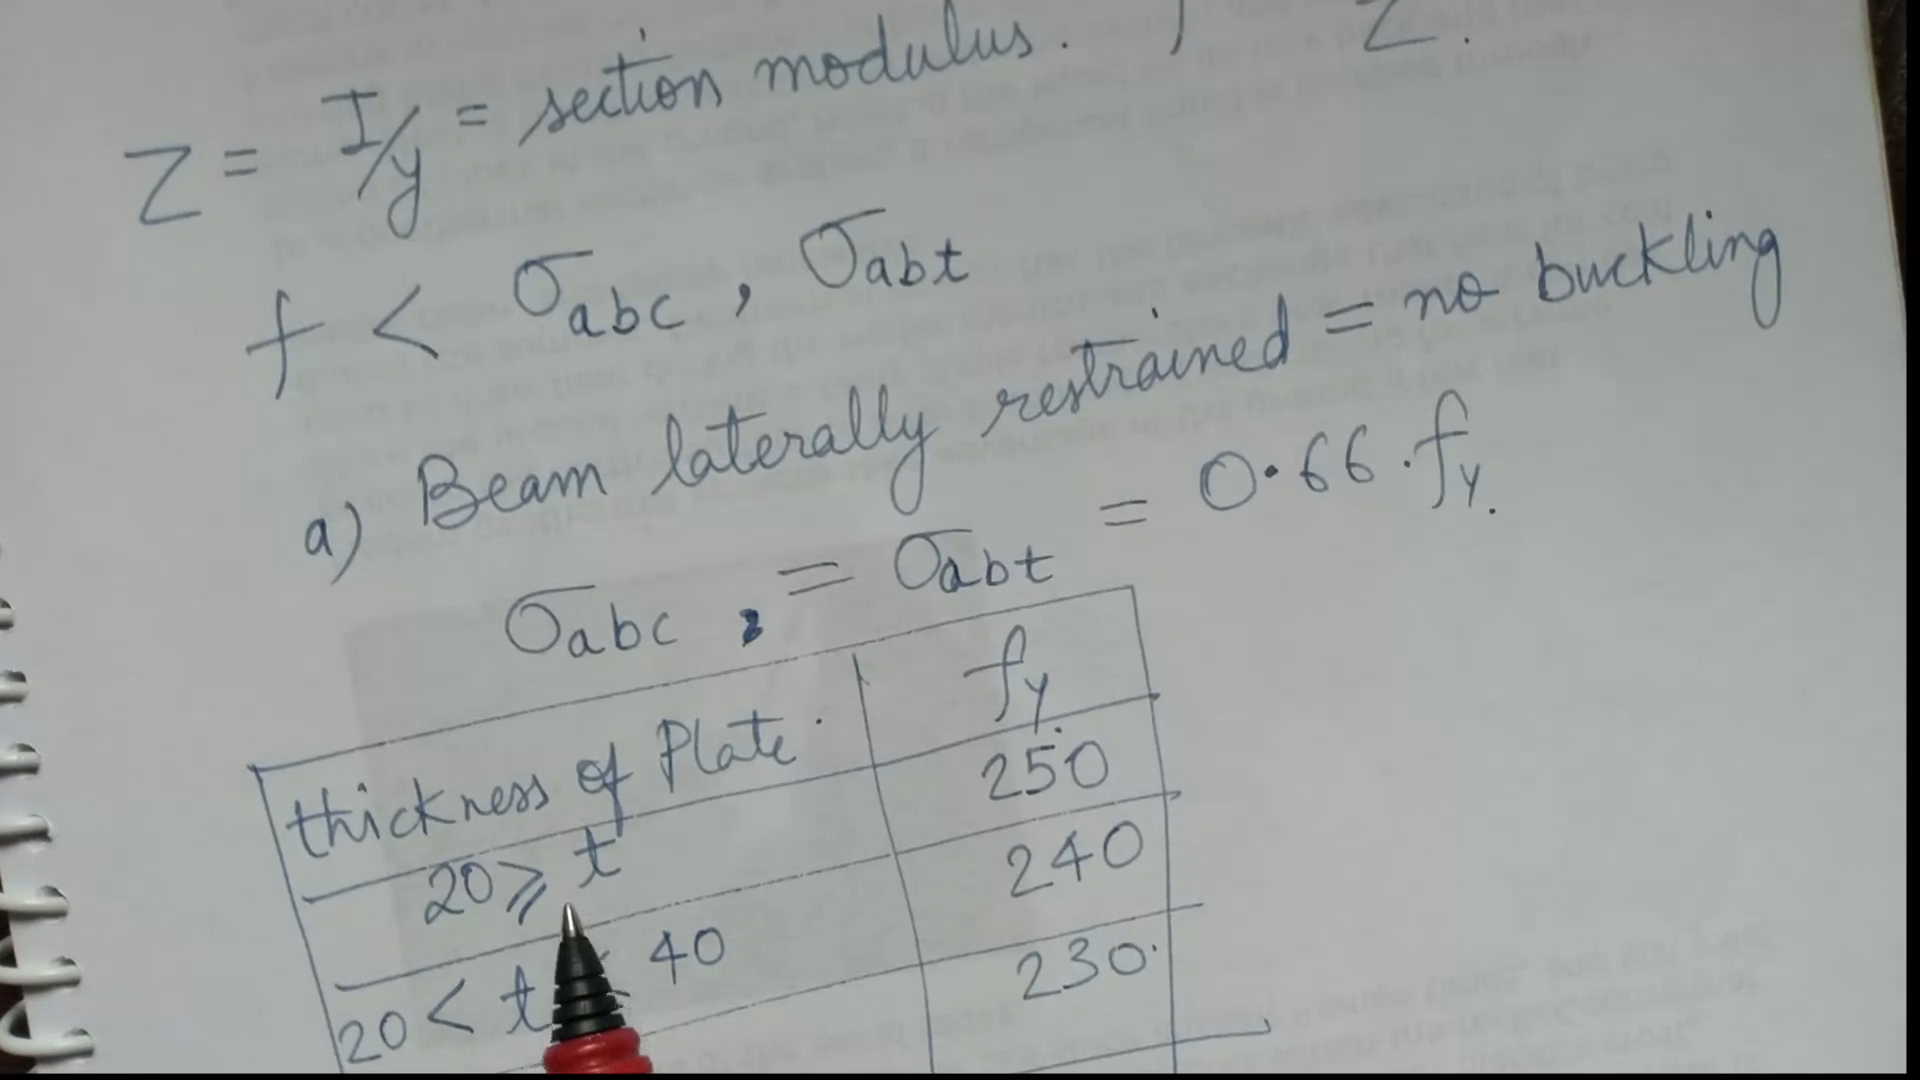 Z.
Z = I/y = section modulus.
f < σabc, σabt
a) Beam laterally restrained = no buckling
σabc, = σabt = 0.66.fy.
thickness of Plate. fy.
20 ⩾ t 250
20 < t 40 240
230.